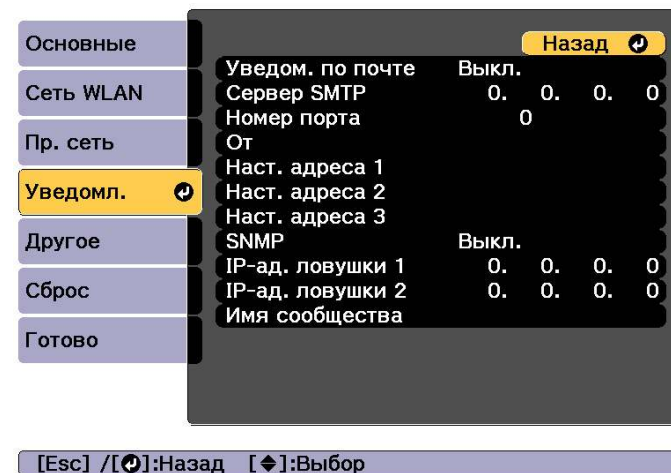 Основные
Сеть WLAN
Пр. сеть
Уведомл.
Другое
Сброс
Готово
Назад
Уведом. по почте Выкл.
Сервер SMTP 0. 0. 0. 0
Номер порта 0
От
Наст. адреса 1
Наст. адреса 2
Наст. адреса 3
SNMP Выкл.
IP-ад. ловушки 1 0. 0. 0. 0
IP-ад. ловушки 2 0. 0. 0. 0
Имя сообщества
[Esc] /[⏎]:Назад [◆]:Выбор